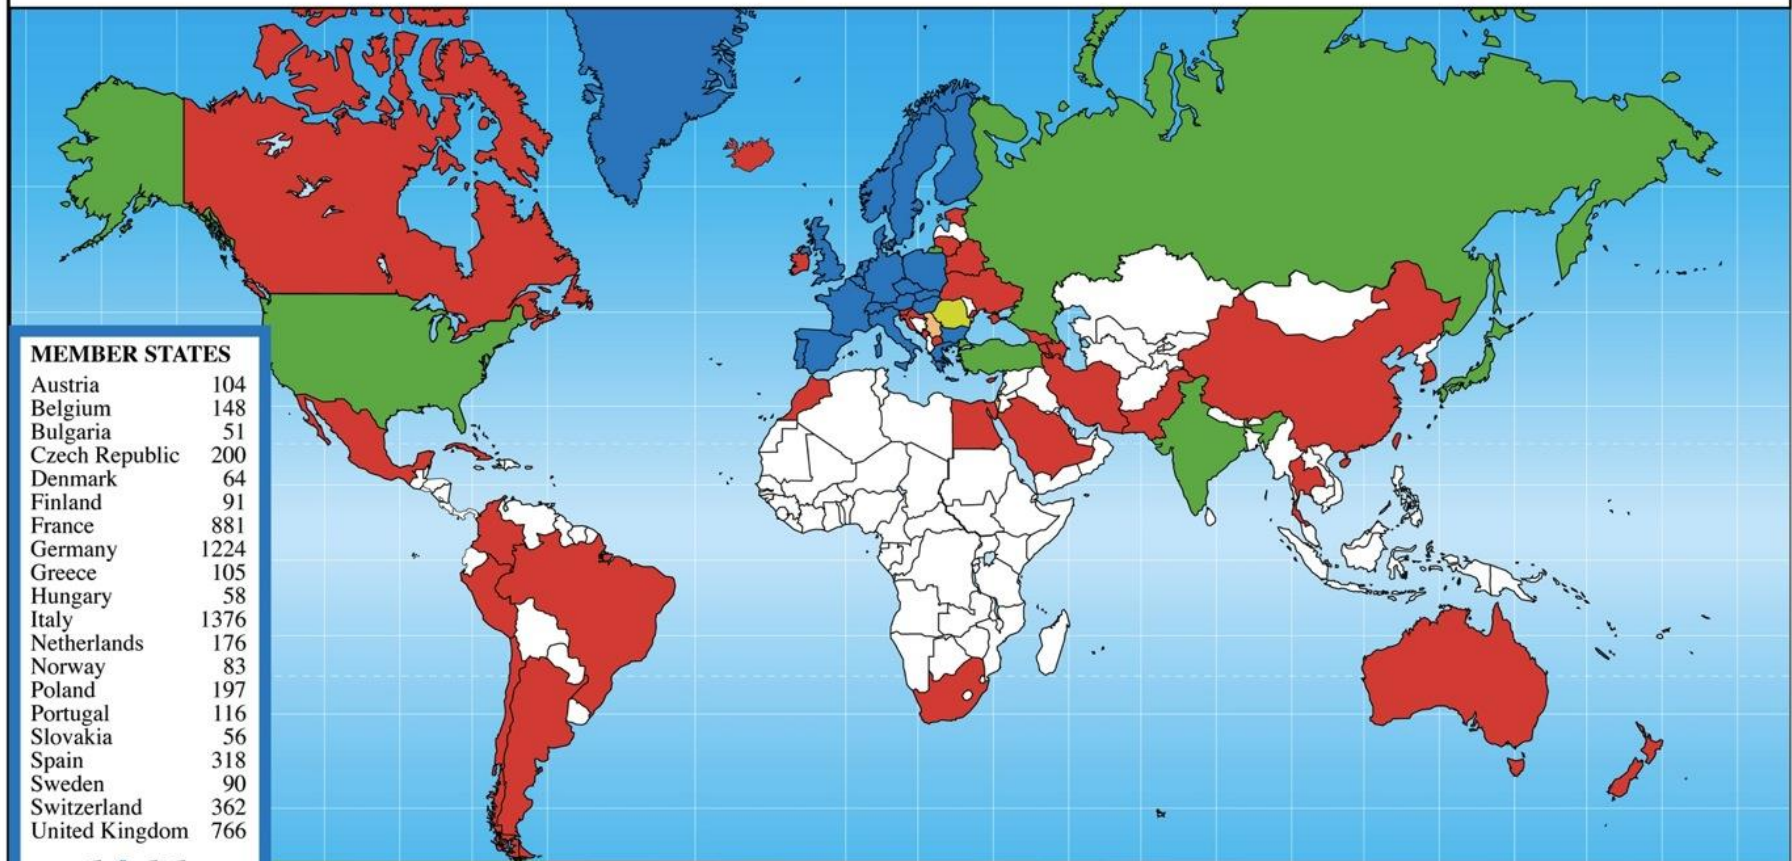 MEMBER STATES
Austria 104
Belgium 148
Bulgaria 51
Czech Republic 200
Denmark 64
Finland 91
France 881
Germany 1224
Greece 105
Hungary 58
Italy 1376
Netherlands 176
Norway 83
Poland 197
Portugal 116
Slovakia 56
Spain 318
Sweden 90
Switzerland 362
United Kingdom 766